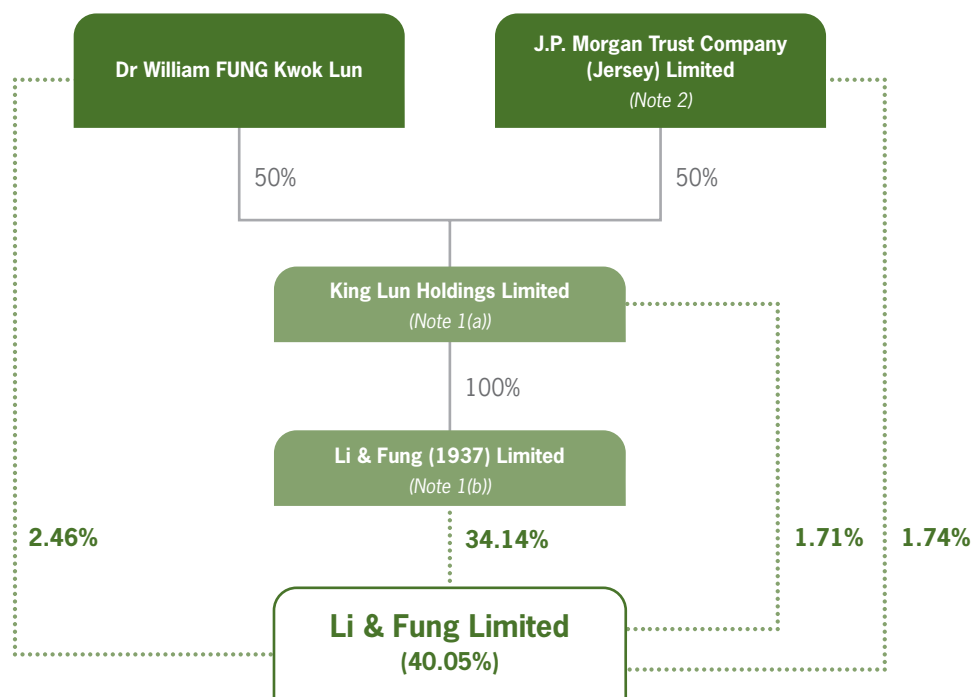 Dr William FUNG Kwok Lun
J.P. Morgan Trust Company
(Jersey) Limited
(Note 2)
50%
50%
King Lun Holdings Limited
(Note 1(a))
100%
Li & Fung (1937) Limited
(Note 1(b))
2.46%
34.14%
1.71%
1.74%
Li & Fung Limited
(40.05%)